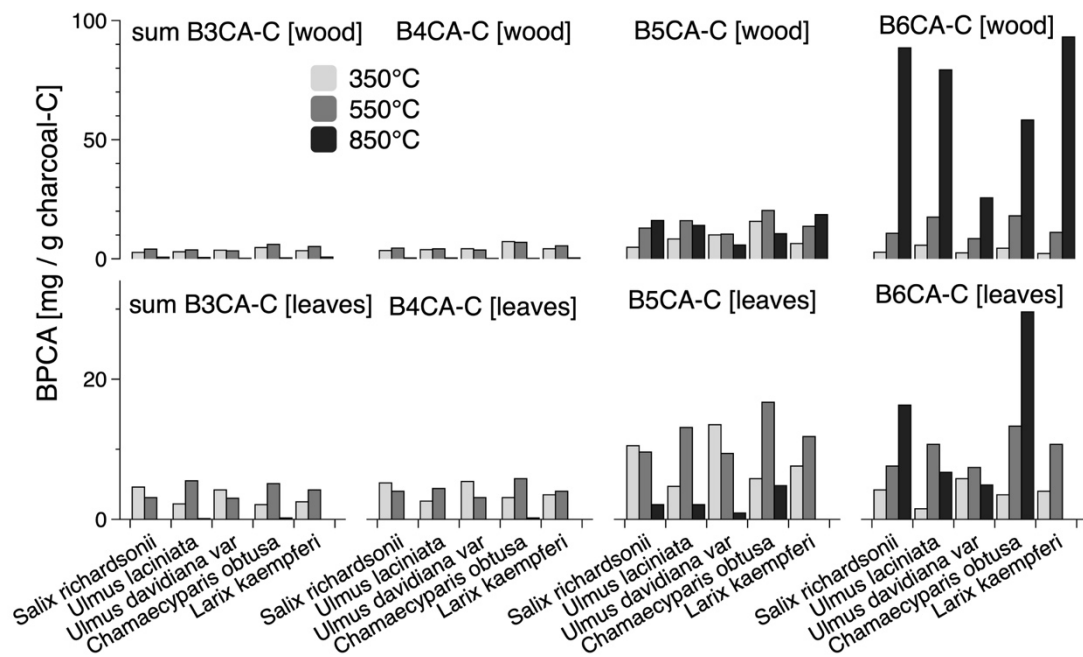 BPCA [mg / g charcoal-C]
100
50
0
sum B3CA-C [wood]
B4CA-C [wood]
B5CA-C [wood]
B6CA-C [wood]
350°C
550°C
850°C
20
0
sum B3CA-C [leaves]
B4CA-C [leaves]
B5CA-C [leaves]
B6CA-C [leaves]
Salix richardsonii
Ulmus laciniata
Ulmus davidiana var
Chamaecyparis obtusa
Larix kaempferi
Salix richardsonii
Ulmus laciniata
Ulmus davidiana var
Chamaecyparis obtusa
Larix kaempferi
Salix richardsonii
Ulmus laciniata
Ulmus davidiana var
Chamaecyparis obtusa
Larix kaempferi
Salix richardsonii
Ulmus laciniata
Ulmus davidiana var
Chamaecyparis obtusa
Larix kaempferi